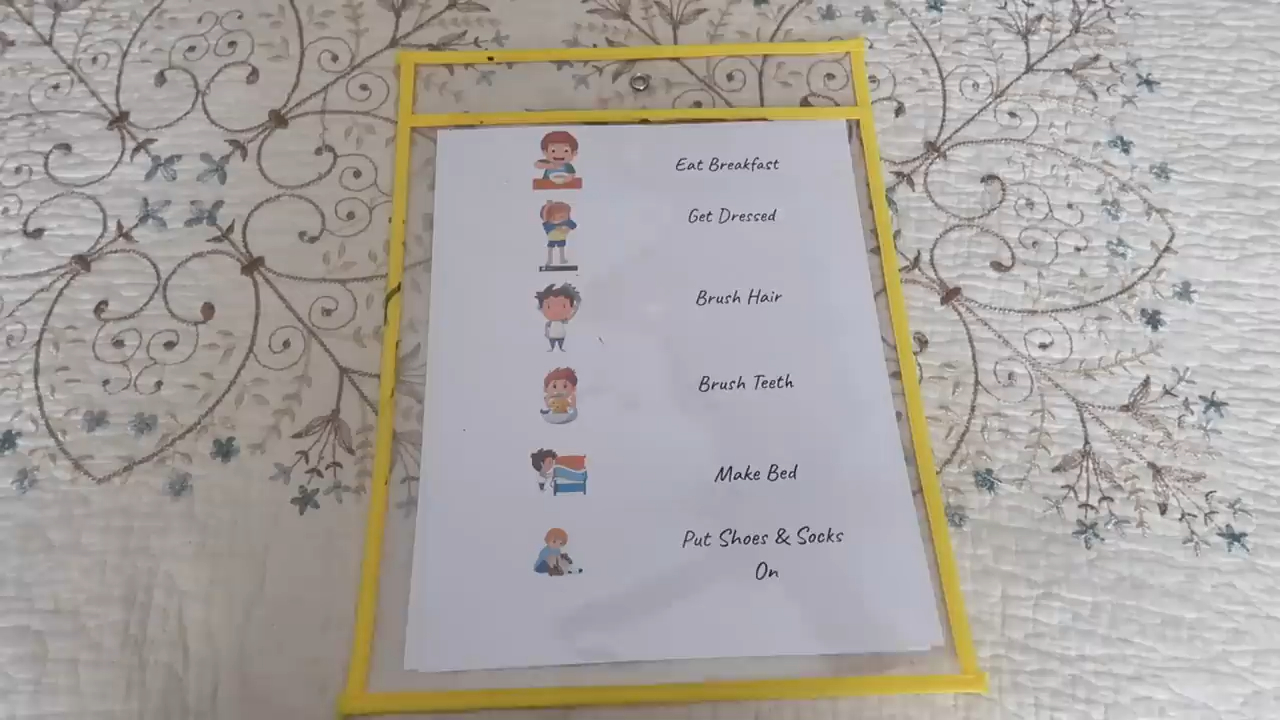 Eat Breakfast
Get Dressed
Brush Hair
Brush Teeth
Make Bed
Put Shoes & Socks
On